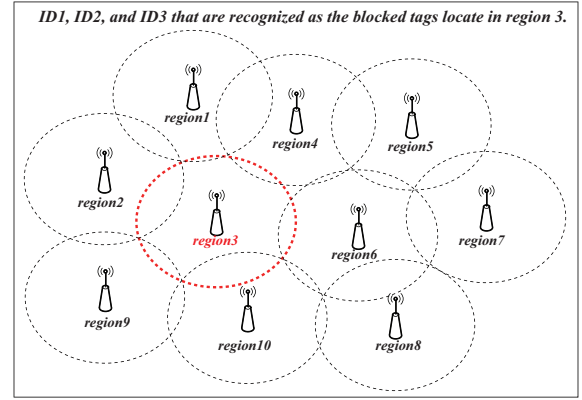 ID1, ID2, and ID3 that are recognized as the blocked tags locate in region 3.
region1
region4
region5
region2
region3
region6
region7
region9
region10
region8